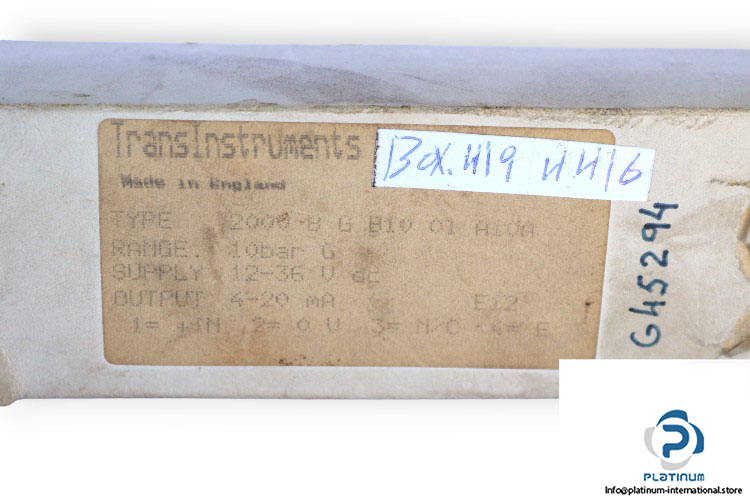 TransInstruments
Box. 419 4416
Made in England
TYPE 2000-B G B10 01 A10A
RANGE. 10bar G
SUPPLY 12-36 V dc
OUTPUT 4-20 mA E12
1= +IN 2= 0 V 3= N/C 4= E
G45294
PLATINUM
Info@platinum-international.store